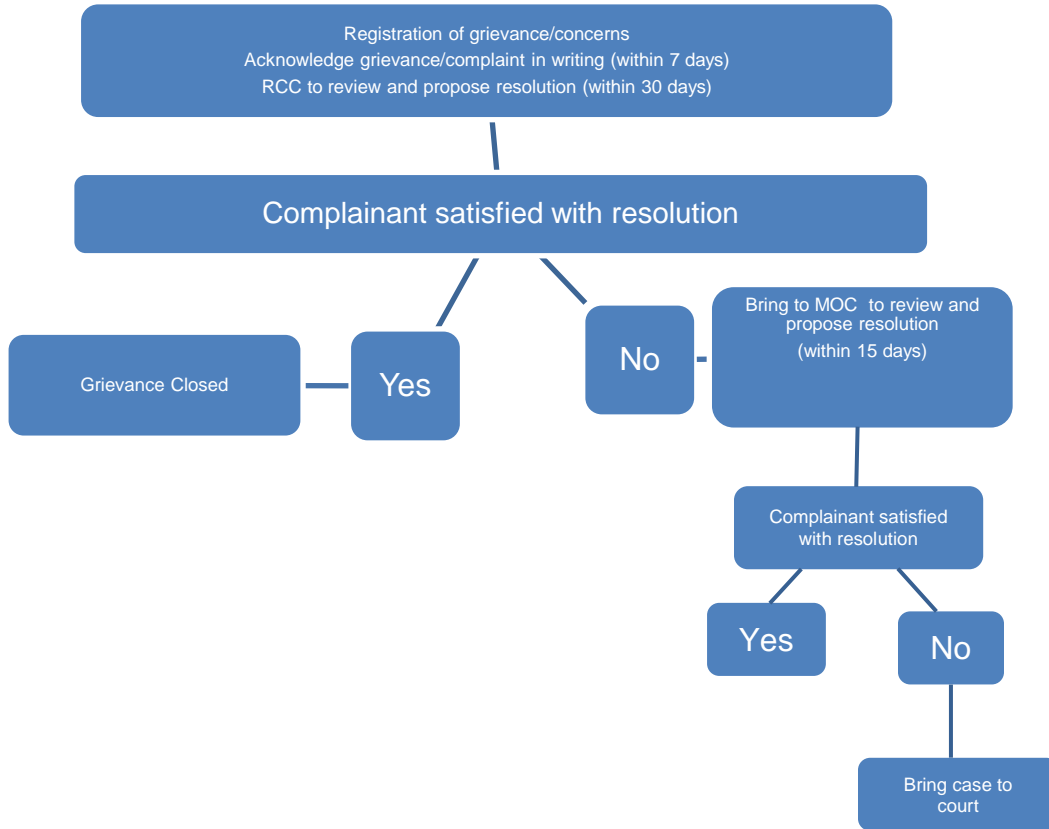 Registration of grievance/concerns
Acknowledge grievance/complaint in writing (within 7 days)
RCC to review and propose resolution (within 30 days)
Complainant satisfied with resolution
Grievance Closed
Yes
No
Bring to MOC to review and
propose resolution
(within 15 days)
Complainant satisfied
with resolution
Yes
No
Bring case to
court